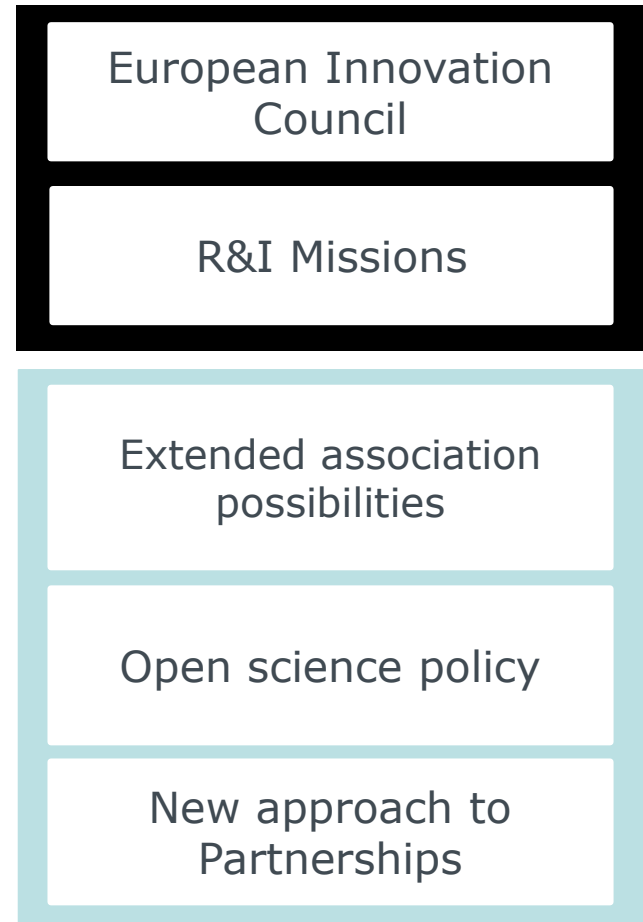 European Innovation
Council
R&I Missions
Extended association
possibilities
Open science policy
New approach to
Partnerships